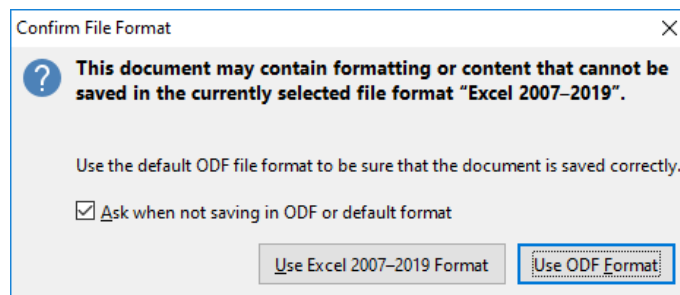 Confirm File Format
This document may contain formatting or content that cannot be
saved in the currently selected file format “Excel 2007–2019”.
Use the default ODF file format to be sure that the document is saved correctly.
Ask when not saving in ODF or default format
Use Excel 2007–2019 Format
Use ODF Format